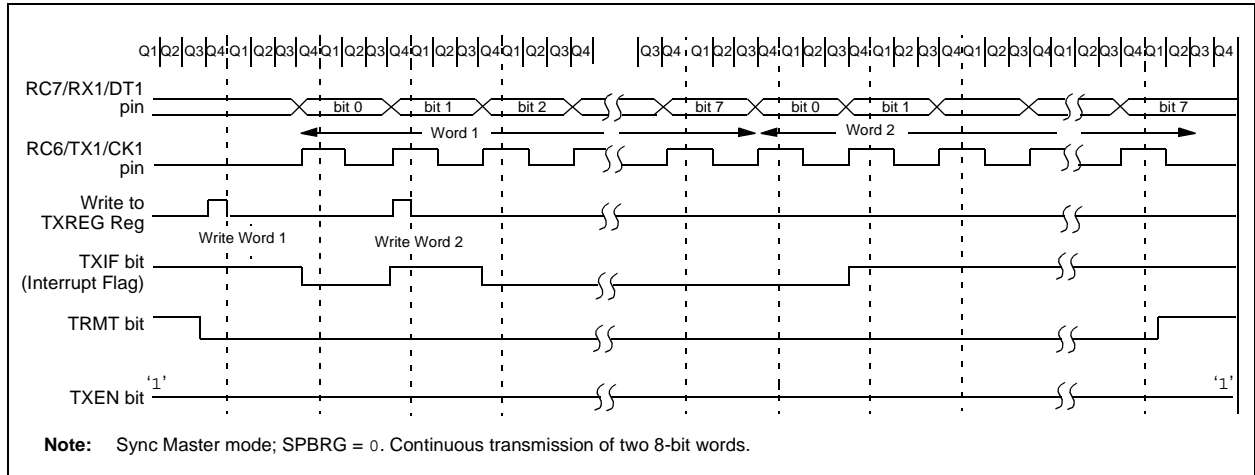 Q1 Q2 Q3 Q4 Q1 Q2 Q3 Q4 Q1 Q2 Q3 Q4 Q1 Q2 Q3 Q4 Q1 Q2 Q3 Q4 Q3 Q4 Q1 Q2 Q3 Q4 Q1 Q2 Q3 Q4 Q1 Q2 Q3 Q4 Q1 Q2 Q3 Q4 Q1 Q2 Q3 Q4 Q1 Q2 Q3 Q4
RC7/RX1/DT1
pin
bit 0 bit 1 bit 2 bit 7 bit 0 bit 1 bit 7
Word 1 Word 2
RC6/TX1/CK1
pin
Write to
TXREG Reg
Write Word 1 Write Word 2
TXIF bit
(Interrupt Flag)
TRMT bit
TXEN bit
‘1’ ‘1’
Note: Sync Master mode; SPBRG = 0. Continuous transmission of two 8-bit words.